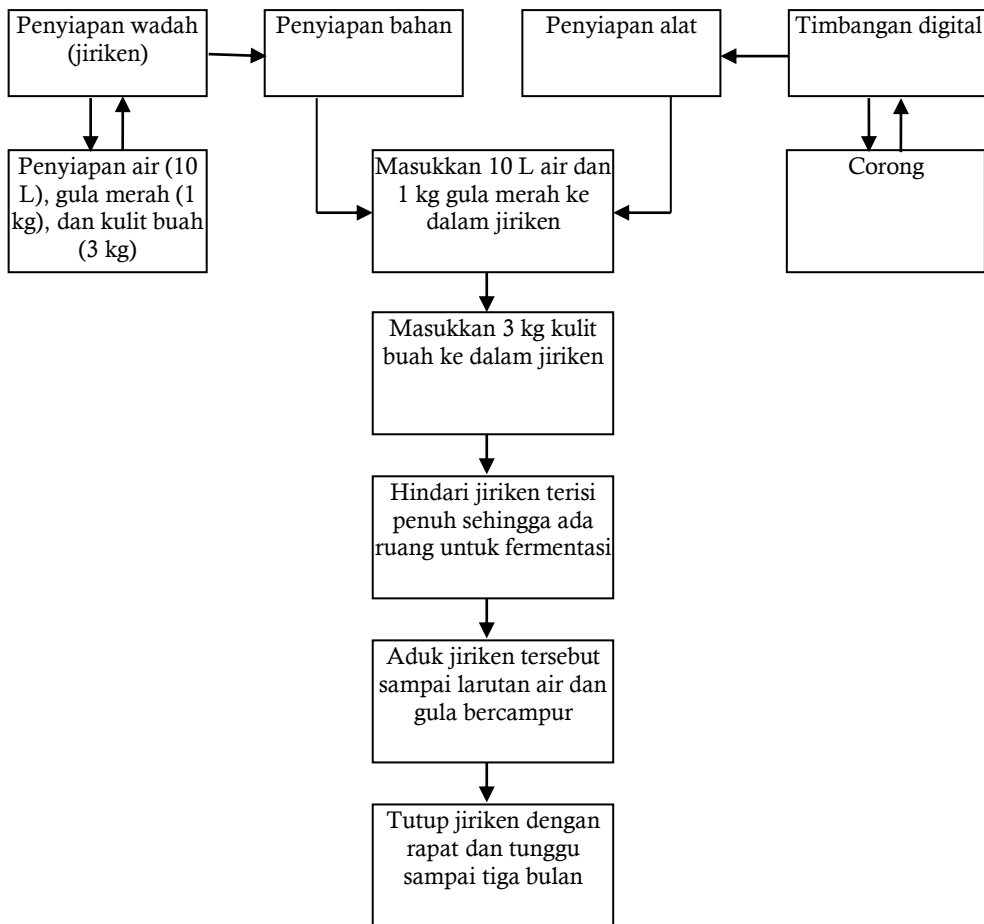 Penyiapan wadah
(jiriken)
Penyiapan bahan
Penyiapan alat
Timbangan digital
Penyiapan air (10
L), gula merah (1
kg), dan kulit buah
(3 kg)
Masukkan 10 L air dan
1 kg gula merah ke
dalam jiriken
Corong
Masukkan 3 kg kulit
buah ke dalam jiriken
Hindari jiriken terisi
penuh sehingga ada
ruang untuk fermentasi
Aduk jiriken tersebut
sampai larutan air dan
gula bercampur
Tutup jiriken dengan
rapat dan tunggu
sampai tiga bulan